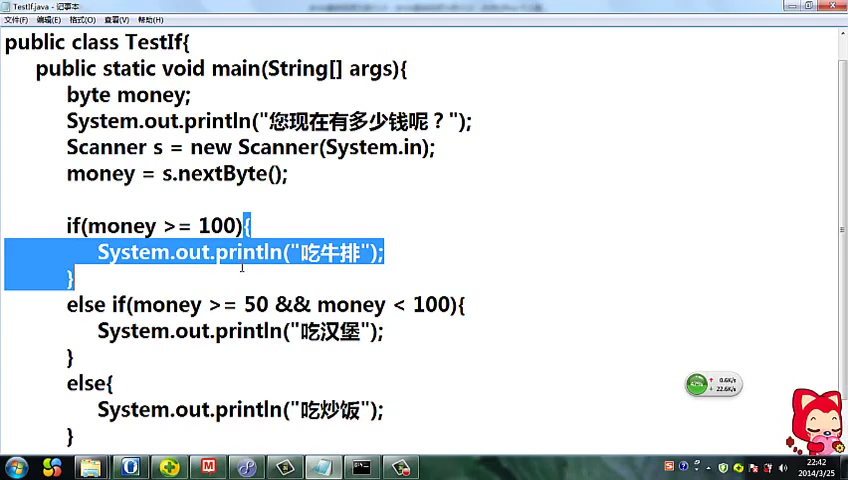 TestIf.java - 记事本
文件(F) 编辑(E) 格式(O) 查看(V) 帮助(H)
public class TestIf{
public static void main(String[] args){
byte money;
System.out.println("您现在有多少钱呢？");
Scanner s = new Scanner(System.in);
money = s.nextByte();
if(money >= 100){
System.out.println("吃牛排");
}
else if(money >= 50 && money < 100){
System.out.println("吃汉堡");
}
else{
System.out.println("吃炒饭");
}
42%
0.6K/s
22.6K/s
22:42
2014/3/25